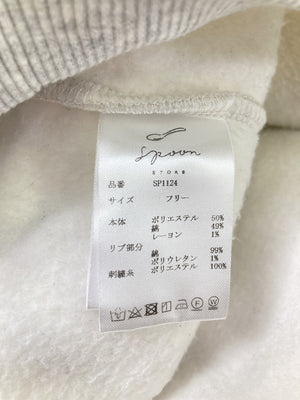 spoon
STORE
品番 SP1124
サイズ フリー
本体 ポリエステル 50%
綿 49%
レーヨン 1%
リブ部分 綿 99%
ポリウレタン 1%
刺繍糸 ポリエステル 100%